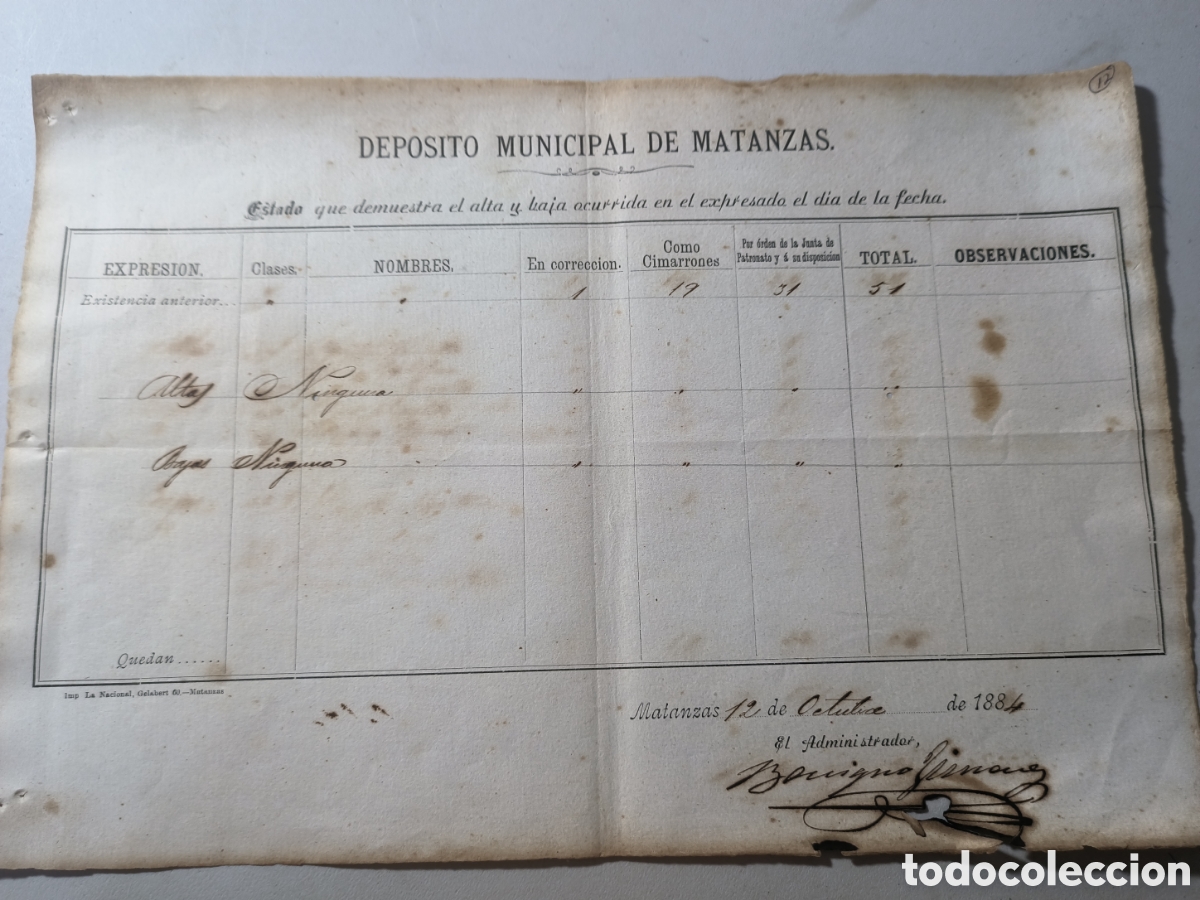 12
DEPOSITO MUNICIPAL DE MATANZAS.
Estado que demuestra el alta y baja ocurrida en el expresado el dia de la fecha.
EXPRESION. Clases. NOMBRES. En correccion. Como Cimarrones Por órden de la Junta de Patronato y á su disposicion TOTAL. OBSERVACIONES.
Existencia anterior... " " 1 19 31 51
Altas Ninguna " " " "
Bajas Ninguna " " " "
Quedan......
Imp La Nacional, Gelabert 60.—Matanzas
Matanzas 12 de Octubre de 1884
El Administrador,
Benigno
todocoleccion